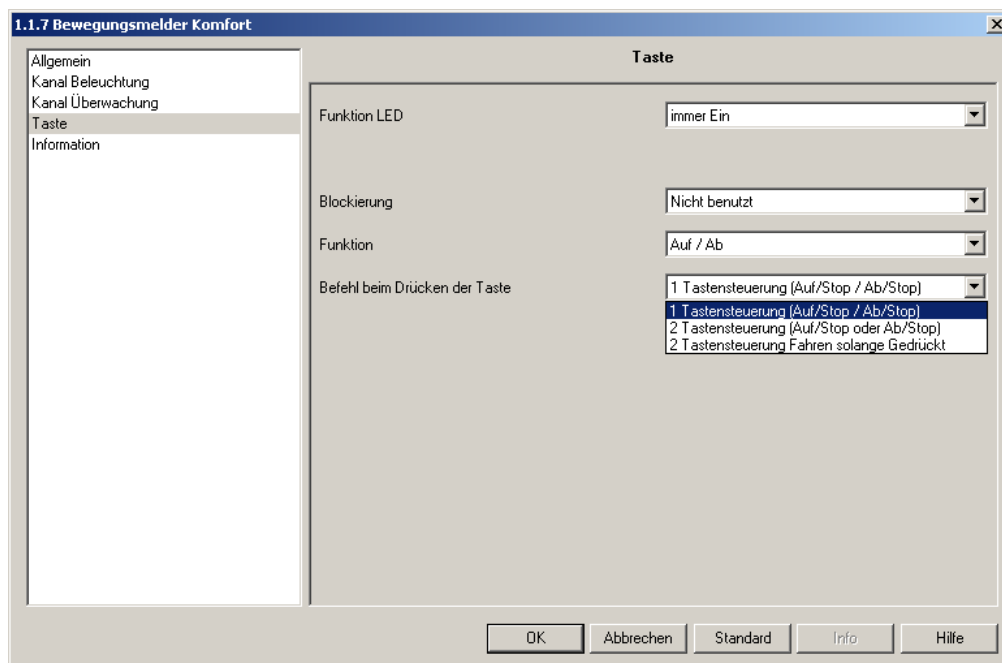 1.1.7 Bewegungsmelder Komfort
Allgemein
Kanal Beleuchtung
Kanal Überwachung
Taste
Information
Taste
Funktion LED
immer Ein
Blockierung
Nicht benutzt
Funktion
Auf / Ab
Befehl beim Drücken der Taste
1 Tastensteuerung (Auf/Stop / Ab/Stop)
1 Tastensteuerung (Auf/Stop / Ab/Stop)
2 Tastensteuerung (Auf/Stop oder Ab/Stop)
2 Tastensteuerung Fahren solange Gedrückt
OK
Abbrechen
Standard
Info
Hilfe